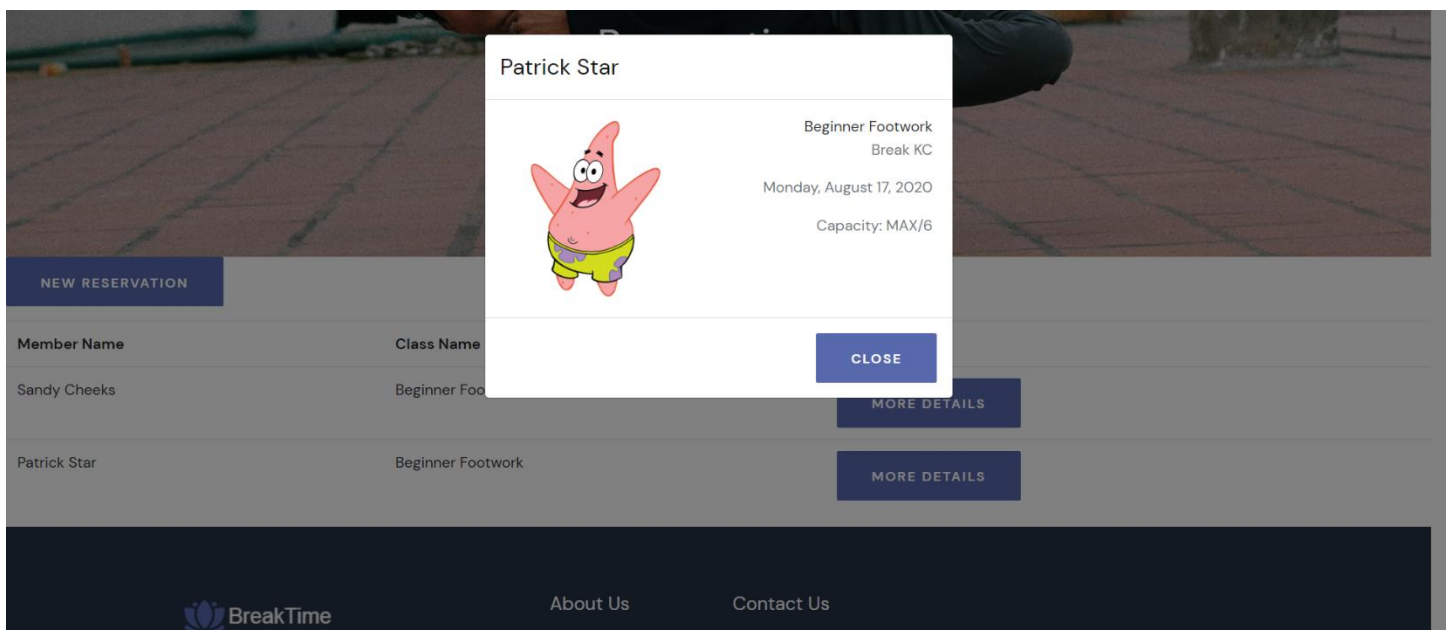 Patrick Star
Beginner Footwork
Break KC
Monday, August 17, 2020
Capacity: MAX/6
CLOSE
NEW RESERVATION
Member Name Class Name
Sandy Cheeks Beginner MORE DETAILS
Patrick Star Beginner Footwork MORE DETAILS
BreakTime About Us Contact Us